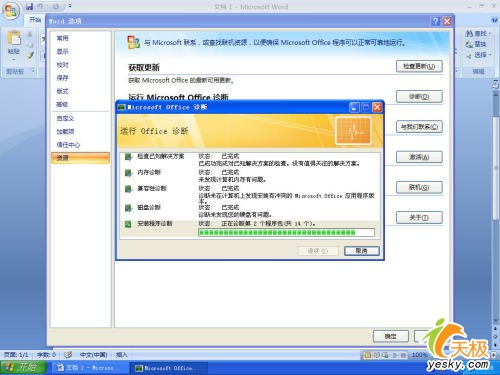 文档 1 - Microsoft Word
开始
Word 选项
常用
显示
校对
保存
版式
高级
自定义
加载项
信任中心
资源
与 Microsoft 联系，或查找联机资源，以便确保 Microsoft Office 程序可以正常可靠地运行。
获取更新
检查更新(U)
获取 Microsoft Office 的最新可用更新。
运行 Microsoft Office 诊断
诊断(D)
与我们联系(C)
激活(A)
联机(G)
关于(T)
Microsoft Office 诊断
运行 Office 诊断
检查已知解决方案
状态: 已完成
已成功完成对已知解决方案的检查。没有值得关注的解决方案。
内存诊断
状态: 已完成
未发现计算机内存有问题。
兼容性诊断
状态: 已完成
诊断未在计算机上发现安装有冲突的 Microsoft Office 应用程序版本。
磁盘诊断
状态: 已完成
诊断未发现您的硬盘有问题。
安装程序诊断
状态: 正在诊断第 2 个程序包(共 14 个)。
继续(U)
取消
确定
粘贴
剪贴板
查找
替换
选择
编辑
页面: 1/1
字数: 0
中文(中国)
插入
100%
开始
文档 1 - Micross
Microsoft Office...
天极
yesky.com